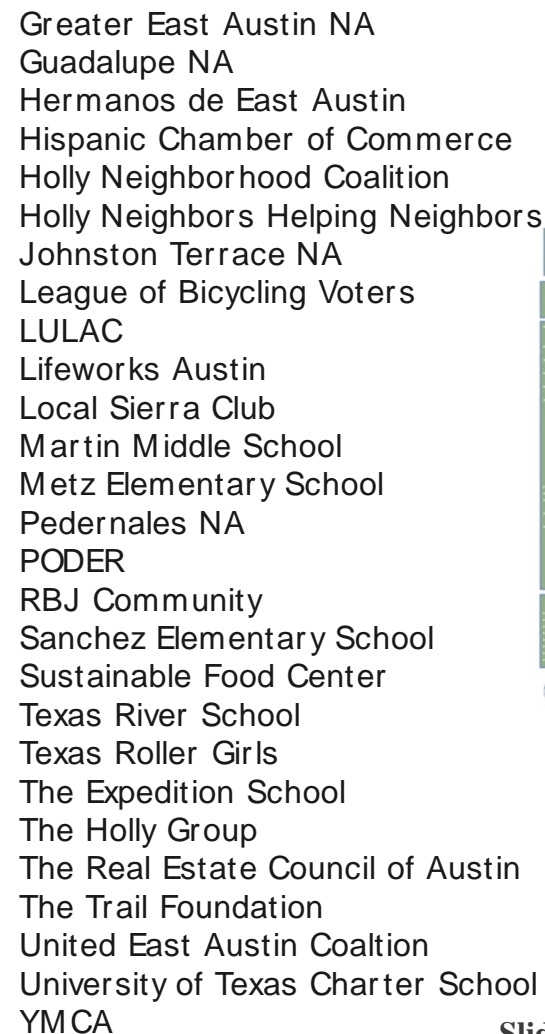 Greater East Austin NA
Guadalupe NA
Hermanos de East Austin
Hispanic Chamber of Commerce
Holly Neighborhood Coalition
Holly Neighbors Helping Neighbors
Johnston Terrace NA
League of Bicycling Voters
LULAC
Lifeworks Austin
Local Sierra Club
Martin Middle School
Metz Elementary School
Pedernales NA
PODER
RBJ Community
Sanchez Elementary School
Sustainable Food Center
Texas River School
Texas Roller Girls
The Expedition School
The Holly Group
The Real Estate Council of Austin
The Trail Foundation
United East Austin Coaltion
University of Texas Charter School
YMCA